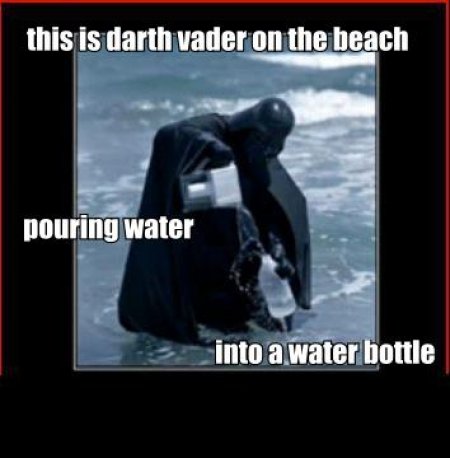 this is darth vader on the beach
pouring water
into a water bottle